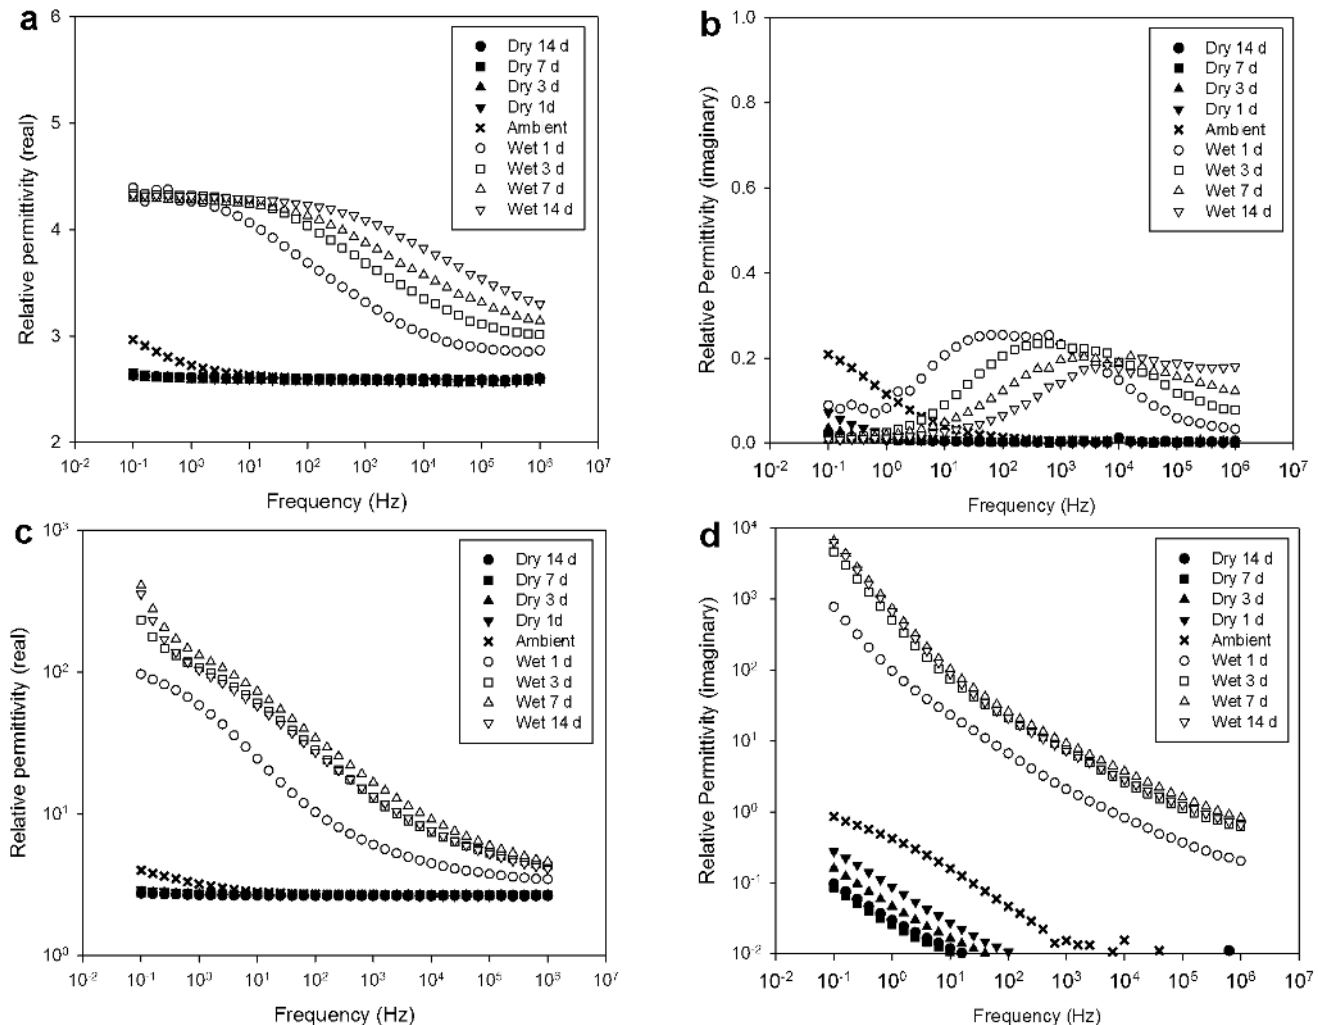 a
Relative permittivity (real)
6
5
4
3
2
10-2 10-1 100 101 102 103 104 105 106 107
Frequency (Hz)
Dry 14 d
Dry 7 d
Dry 3 d
Dry 1d
Ambient
Wet 1 d
Wet 3 d
Wet 7 d
Wet 14 d
b
Relative Permittivity (imaginary)
1.0
0.8
0.6
0.4
0.2
0.0
10-2 10-1 100 101 102 103 104 105 106 107
Frequency (Hz)
Dry 14 d
Dry 7 d
Dry 3 d
Dry 1 d
Ambient
Wet 1 d
Wet 3 d
Wet 7 d
Wet 14 d
c
Relative permittivity (real)
103
102
101
100
10-2 10-1 100 101 102 103 104 105 106 107
Frequency (Hz)
Dry 14 d
Dry 7 d
Dry 3 d
Dry 1d
Ambient
Wet 1 d
Wet 3 d
Wet 7 d
Wet 14 d
d
Relative Permittivity (imaginary)
104
103
102
101
100
10-1
10-2
10-2 10-1 100 101 102 103 104 105 106 107
Frequency (Hz)
Dry 14 d
Dry 7 d
Dry 3 d
Dry 1 d
Ambient
Wet 1 d
Wet 3 d
Wet 7 d
Wet 14 d